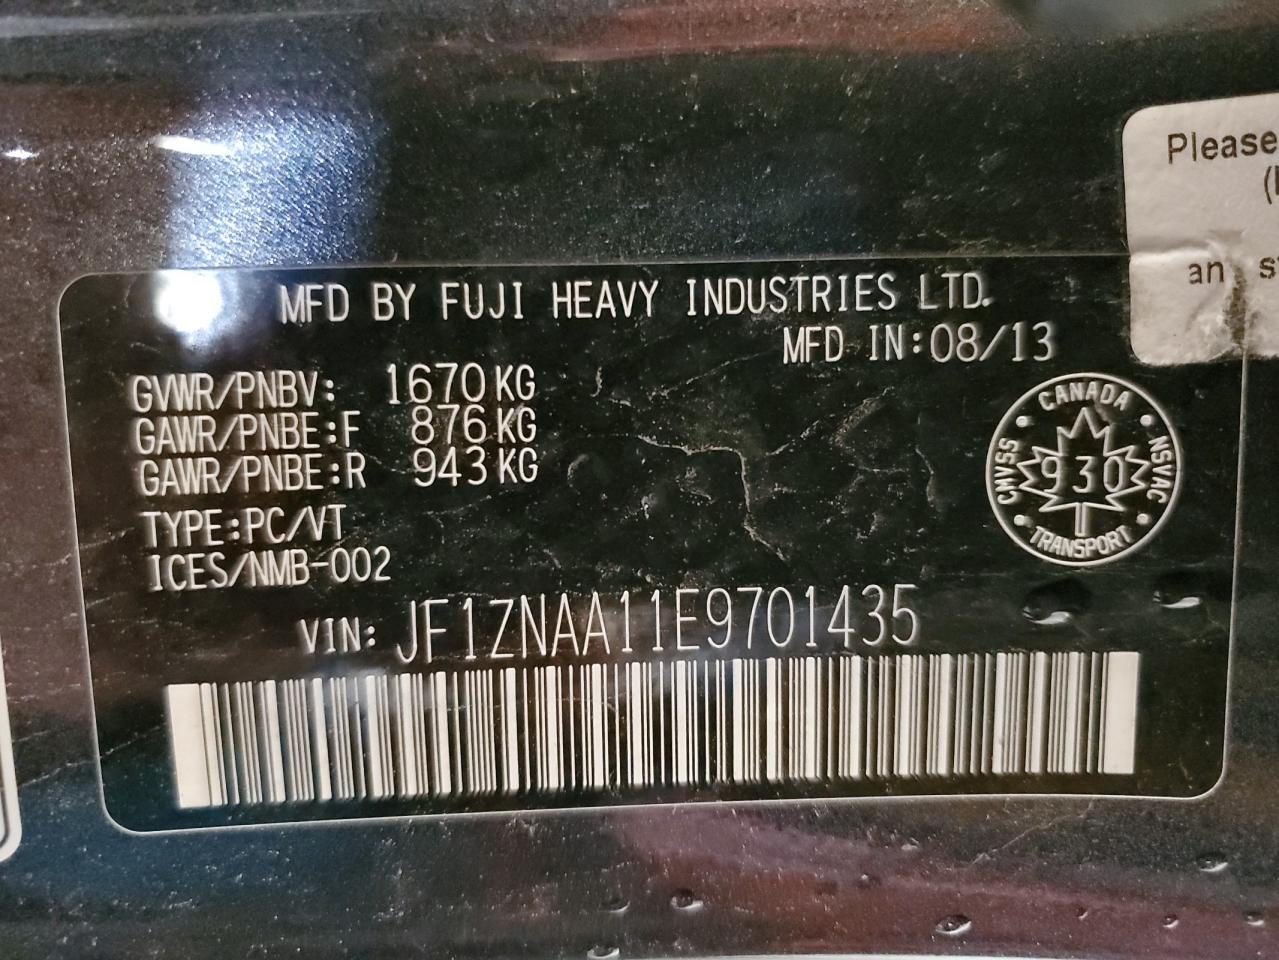 MFD BY FUJI HEAVY INDUSTRIES LTD.
MFD IN:08/13
GVWR/PNBV: 1670 KG
GAWR/PNBE:F 876 KG
GAWR/PNBE:R 943 KG
TYPE:PC/VT
ICES/NMB-002
CANADA
CMVSS 930 NSVAC
TRANSPORT
VIN: JF1ZNAA11E9701435
Please
an